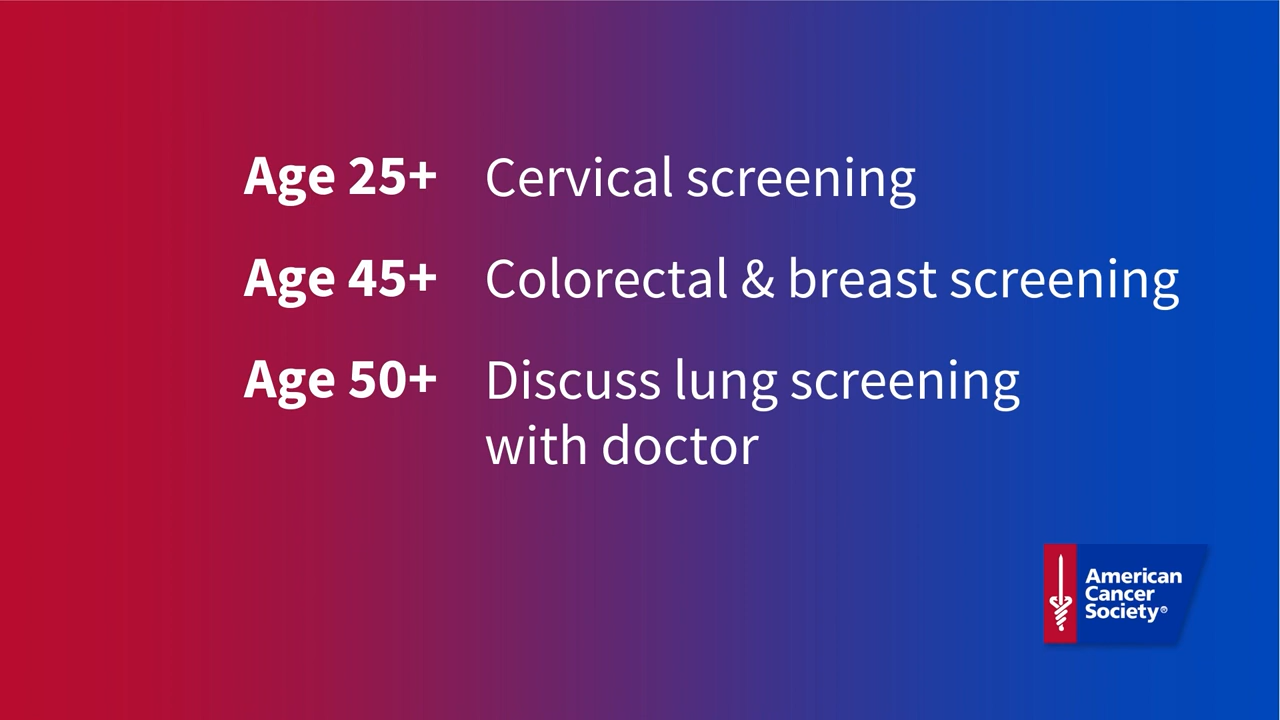 Age 25+ Cervical screening
Age 45+ Colorectal & breast screening
Age 50+ Discuss lung screening
with doctor
American
Cancer
Society®